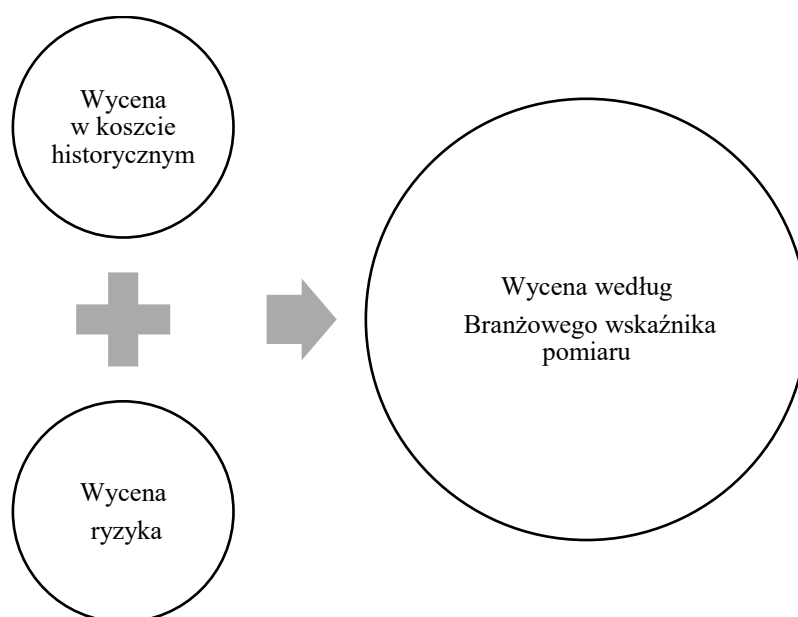 Wycena
w koszcie
historycznym
Wycena według
Branżowego wskaźnika
pomiaru
Wycena
ryzyka